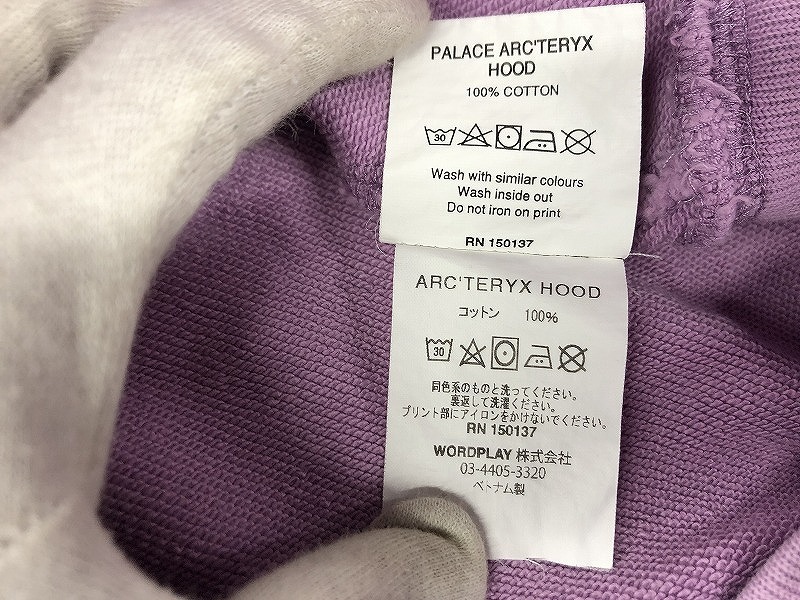 PALACE ARC'TERYX
HOOD
100% COTTON
30
Wash with similar colours
Wash inside out
Do not iron on print
RN 150137
ARC'TERYX HOOD
コットン 100%
30
同色系のものと洗ってください。
裏返して洗濯ください。
プリント部にアイロンをかけないでください。
RN 150137
WORDPLAY 株式会社
03-4405-3320
ベトナム製